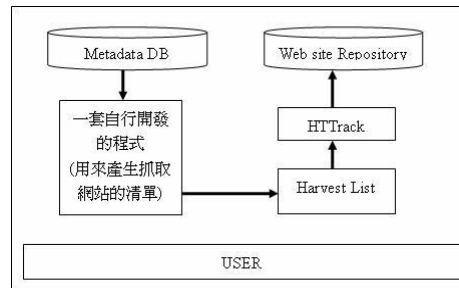 Metadata DB
Web site Repository
一套自行開發
的程式
(用來產生抓取
網站的清單)
HTTrack
Harvest List
USER